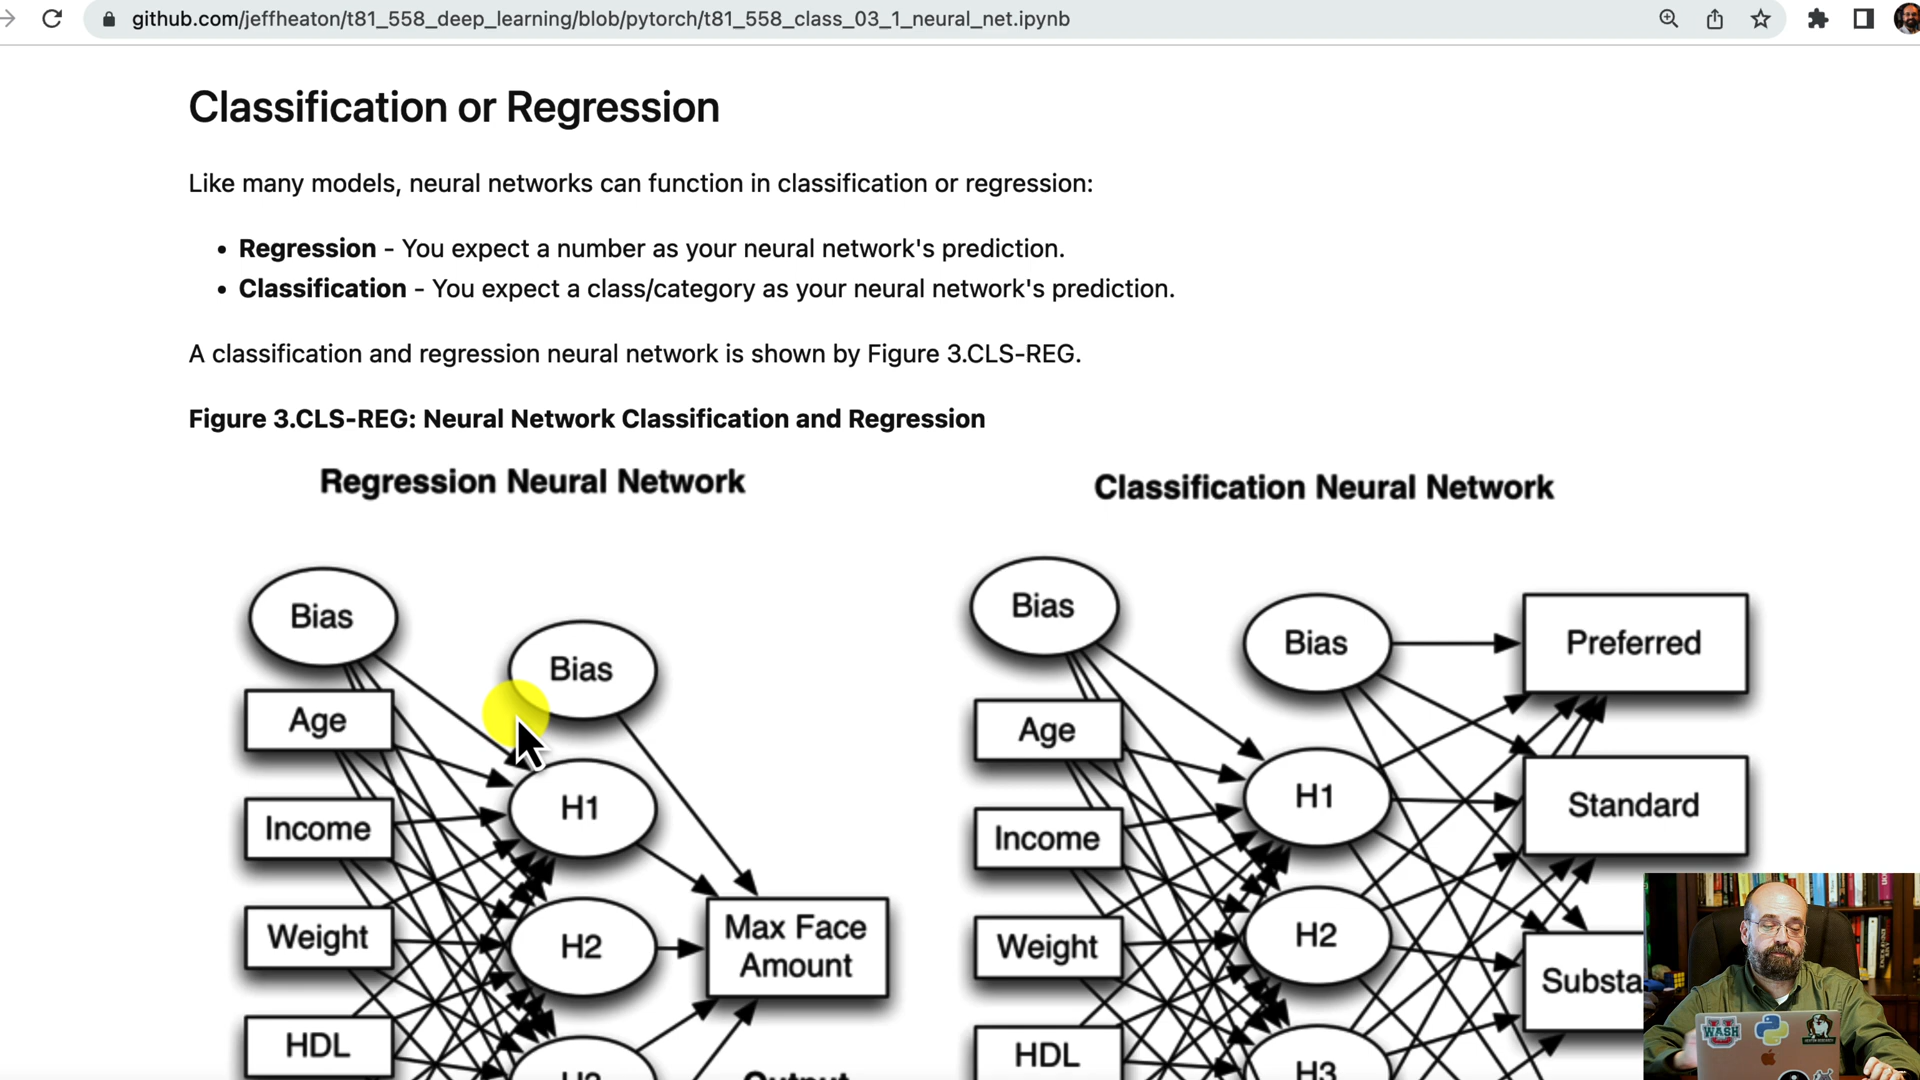 github.com/jeffheaton/t81_558_deep_learning/blob/pytorch/t81_558_class_03_1_neural_net.ipynb
Classification or Regression
Like many models, neural networks can function in classification or regression:
• Regression - You expect a number as your neural network's prediction.
• Classification - You expect a class/category as your neural network's prediction.
A classification and regression neural network is shown by Figure 3.CLS-REG.
Figure 3.CLS-REG: Neural Network Classification and Regression
Regression Neural Network
Bias
Bias
Age
H1
Income
Weight
H2
Max Face
Amount
HDL
Classification Neural Network
Bias
Bias
Preferred
Age
H1
Standard
Income
Weight
H2
Substa
HDL
H3
WASH